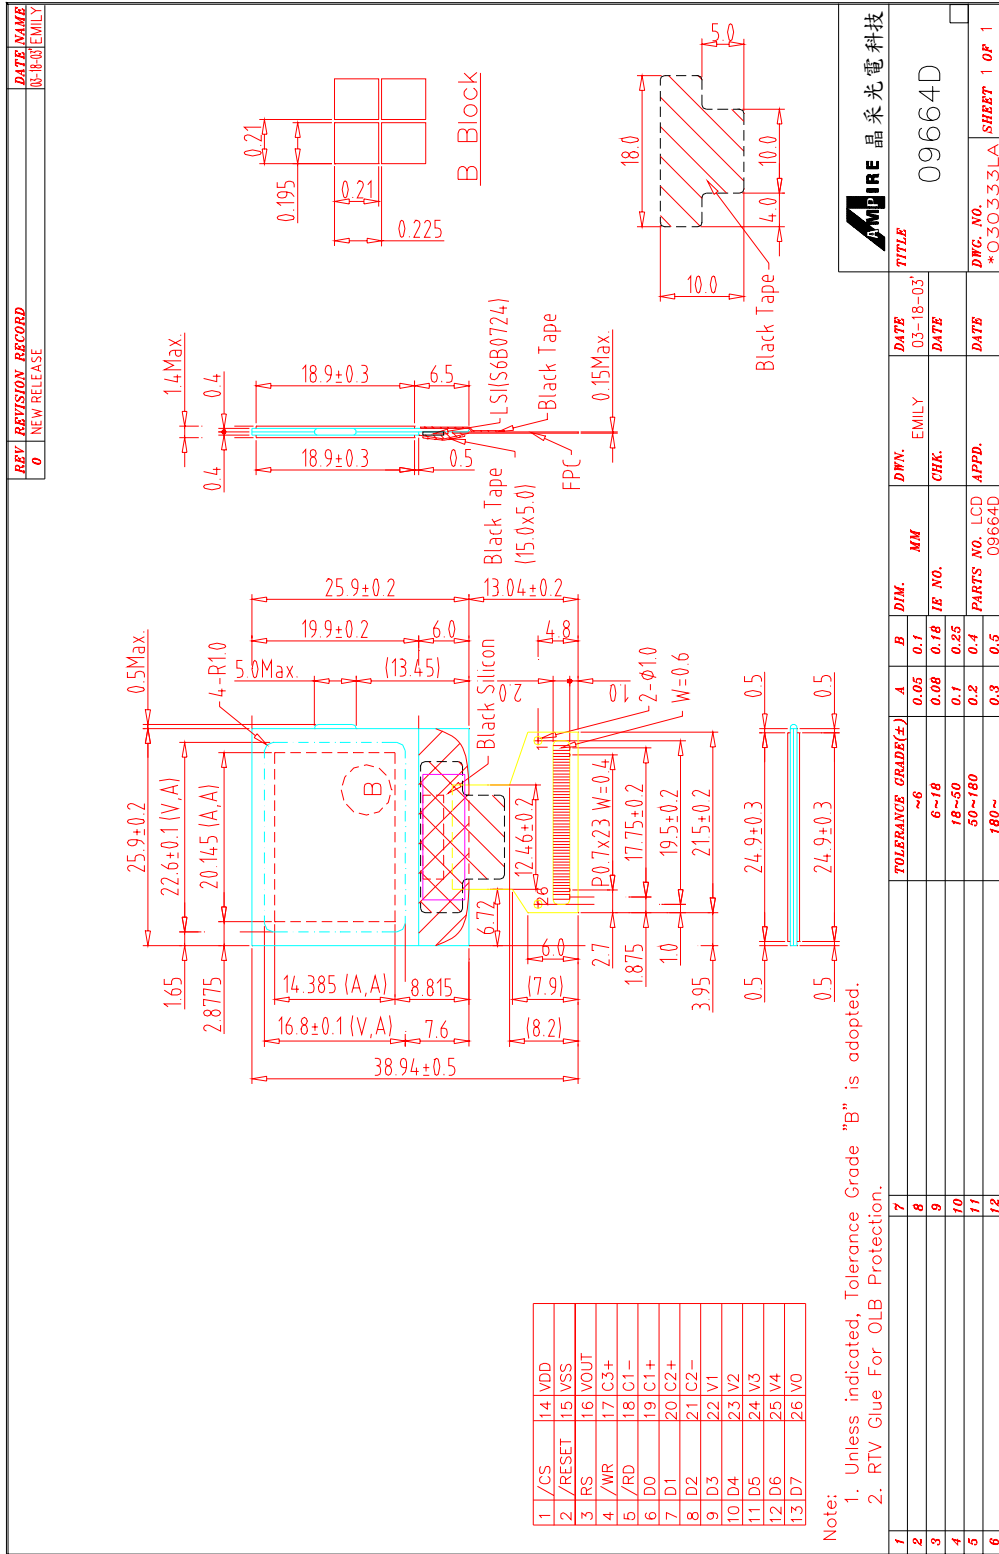 REV REVISION RECORD DATE NAME
0 NEW RELEASE 03-18-03' EMILY
0.21
0.195
0.21
0.225
B Block
18.0
5.0
10.0
10.0
4.0
Black Tape
1.4Max.
0.4
0.4
18.9±0.3
6.5
18.9±0.3
0.5
LSI(S6B0724)
Black Tape
0.15Max.
FPC
Black Tape
(15.0x5.0)
25.9±0.2
13.04±0.2
19.9±0.2
6.0
4.8
0.5Max.
4-R1.0
5.0Max.
(13.45)
2.0
1.0
Black Silicon
2-Φ1.0
W=0.6
25.9±0.2
22.6±0.1 (V,A)
20.145 (A,A)
B
1.65
2.8775
14.385 (A,A)
8.815
16.8±0.1 (V,A)
7.6
38.94±0.5
1
26
12.46±0.2
6.72
P0.7x23 W=0.4
17.75±0.2
19.5±0.2
21.5±0.2
6.0
(7.9)
(8.2)
2.7
1.875
1.0
3.95
0.5
24.9±0.3
0.5
0.5
24.9±0.3
0.5
1 /CS 14 VDD
2 /RESET 15 VSS
3 RS 16 VOUT
4 /WR 17 C3+
5 /RD 18 C1-
6 D0 19 C1+
7 D1 20 C2+
8 D2 21 C2-
9 D3 22 V1
10 D4 23 V2
11 D5 24 V3
12 D6 25 V4
13 D7 26 V0
Note:
1. Unless indicated, Tolerance Grade "B" is adopted.
2. RTV Glue For OLB Protection.
1 7
2 8
3 9
4 10
5 11
6 12
TOLERANCE GRADE(±) A B
~6 0.05 0.1
6~18 0.08 0.18
18~50 0.1 0.25
50~180 0.2 0.4
180~ 0.3 0.5
DIM. MM
IE NO.
PARTS NO. LCD
09664D
DWN. EMILY
DATE 03-18-03'
CHK.
DATE
APPD.
DATE
AMPIRE 晶采光電科技
TITLE
09664D
DWG. NO.
*030333LA
SHEET 1 OF 1